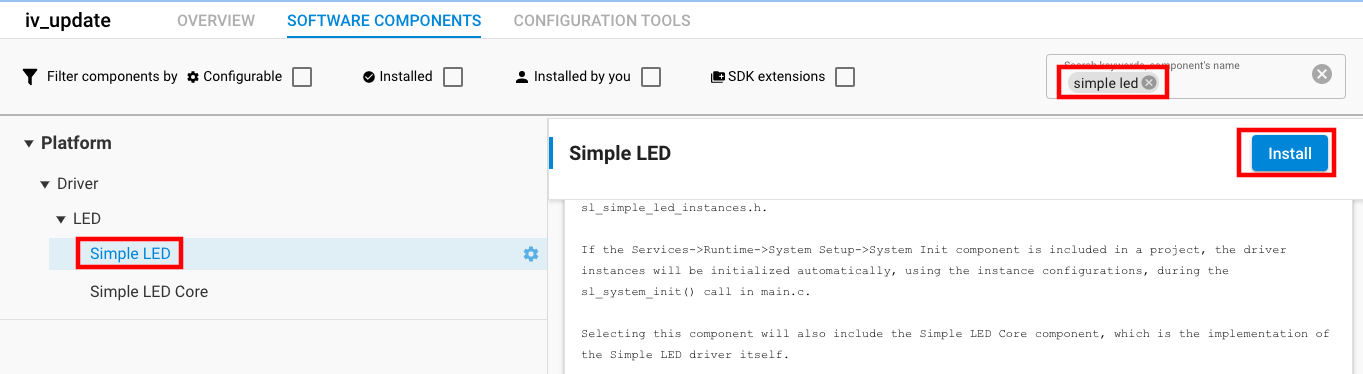 iv_update OVERVIEW SOFTWARE COMPONENTS CONFIGURATION TOOLS
Filter components by Configurable Installed Installed by you SDK extensions
Search keywords, component's name
simple led
Platform
Driver
LED
Simple LED
Simple LED Core
Simple LED
Install
sl_simple_led_instances.h.
If the Services->Runtime->System Setup->System Init component is included in a project, the driver
instances will be initialized automatically, using the instance configurations, during the
sl_system_init() call in main.c.
Selecting this component will also include the Simple LED Core component, which is the implementation of
the Simple LED driver itself.